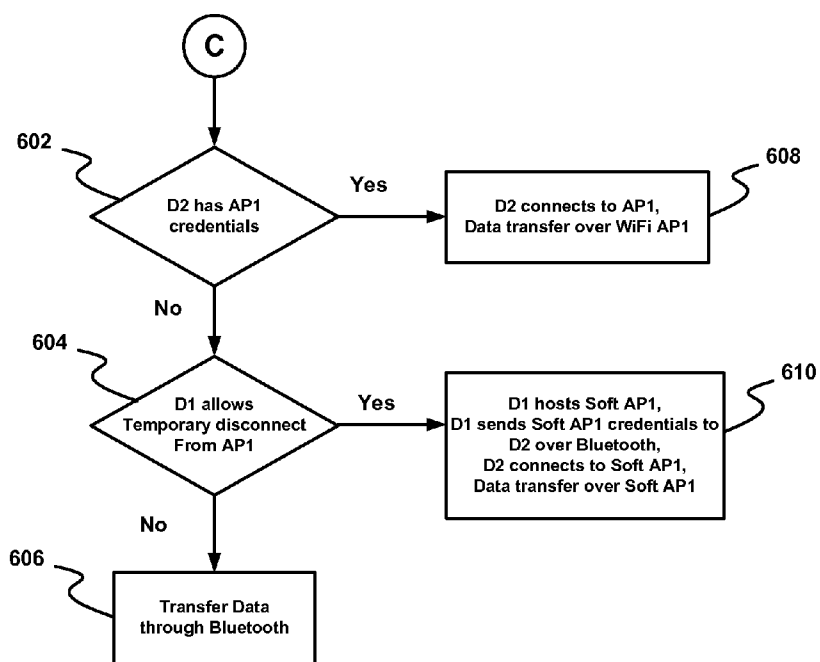 C
602
D2 has AP1
credentials
Yes
608
D2 connects to AP1,
Data transfer over WiFi AP1
No
604
D1 allows
Temporary disconnect
From AP1
Yes
610
D1 hosts Soft AP1,
D1 sends Soft AP1 credentials to
D2 over Bluetooth,
D2 connects to Soft AP1,
Data transfer over Soft AP1
No
606
Transfer Data
through Bluetooth